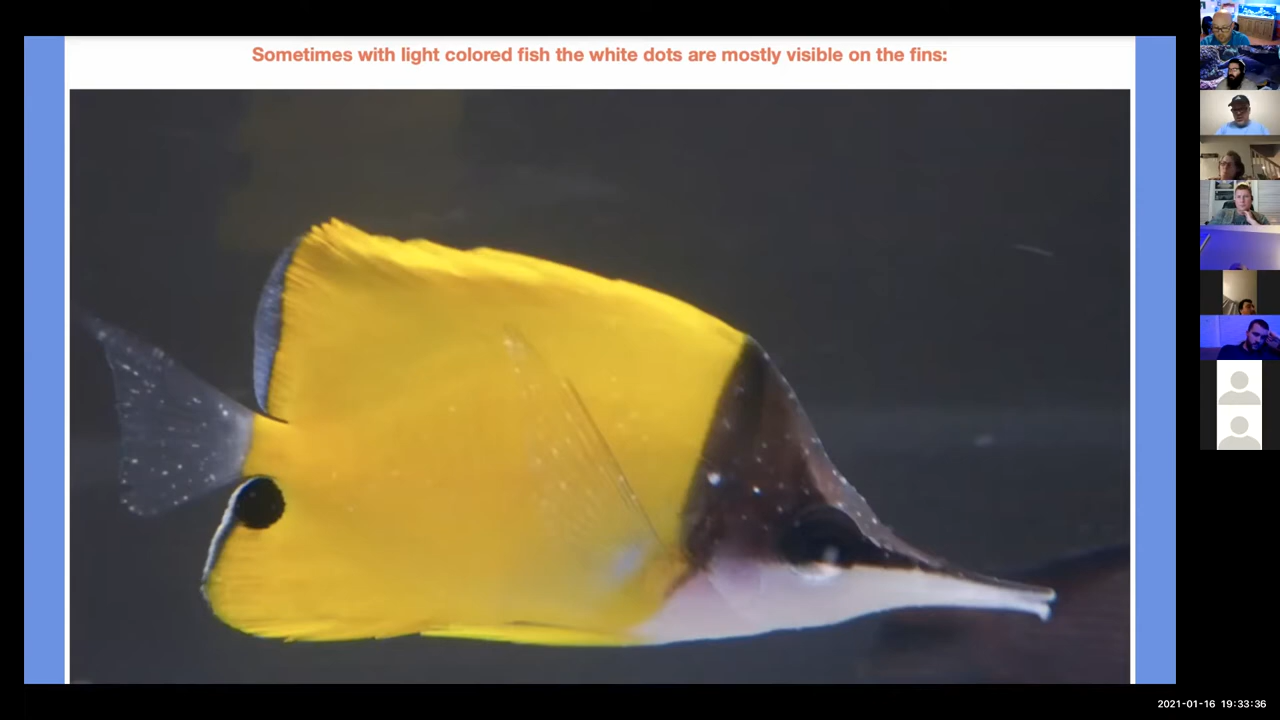 Sometimes with light colored fish the white dots are mostly visible on the fins:
2021-01-16 19:33:36